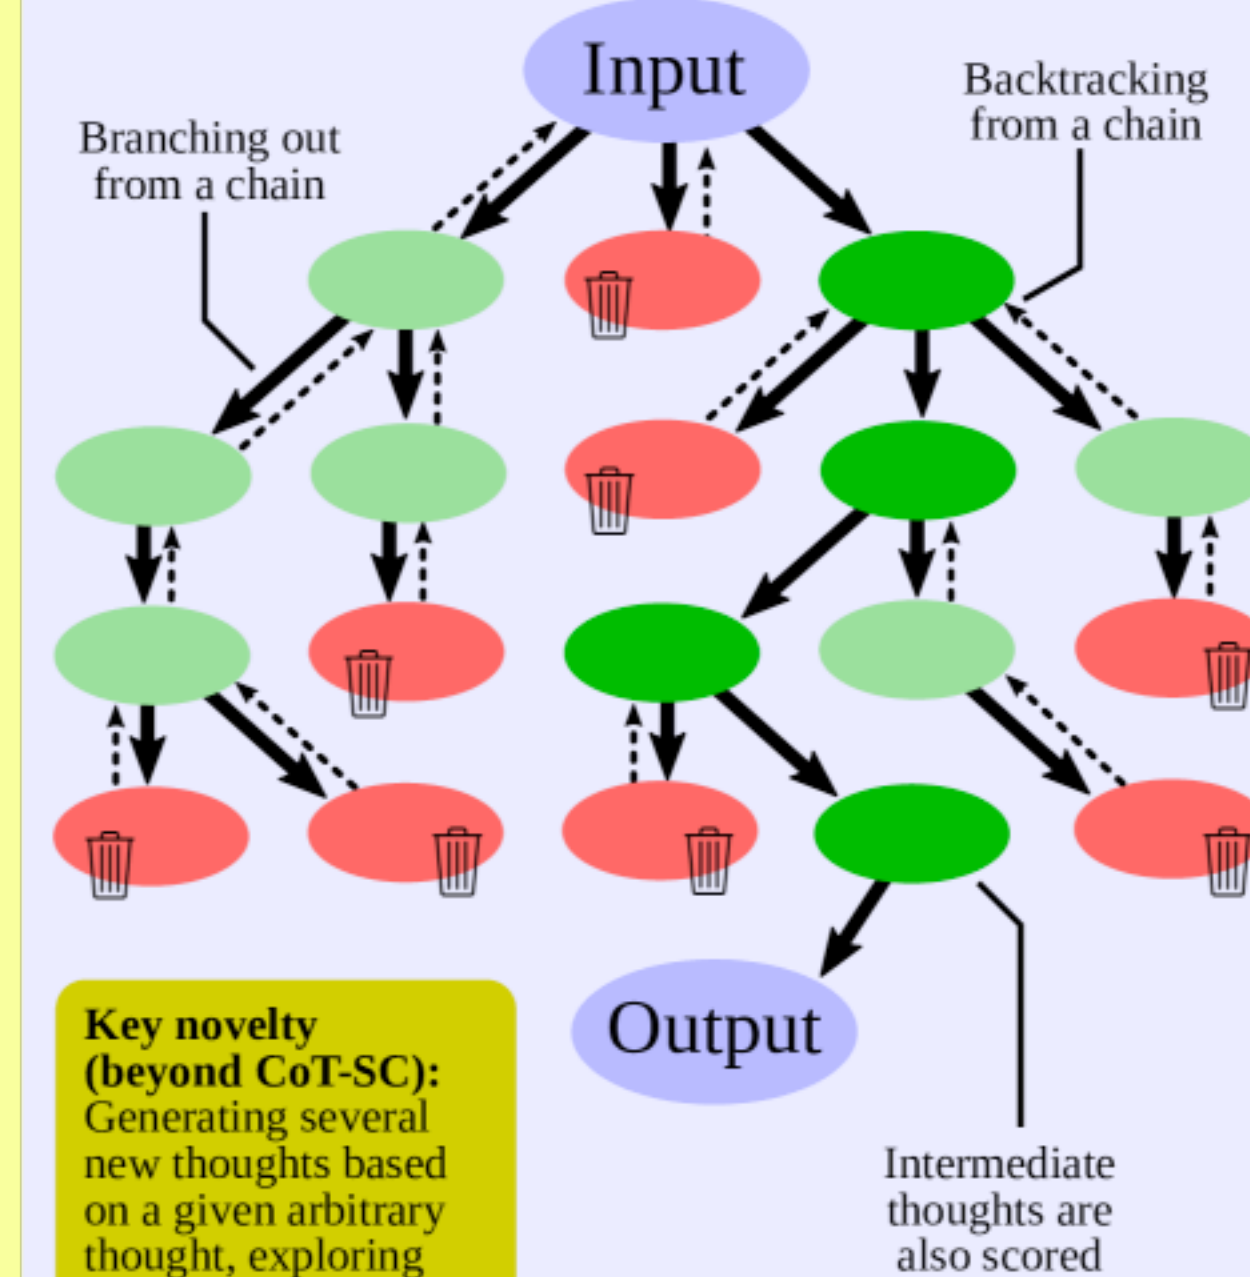 Input
Backtracking
from a chain
Branching out
from a chain
Output
Key novelty
(beyond CoT-SC):
Generating several
new thoughts based
on a given arbitrary
thought, exploring
Intermediate
thoughts are
also scored